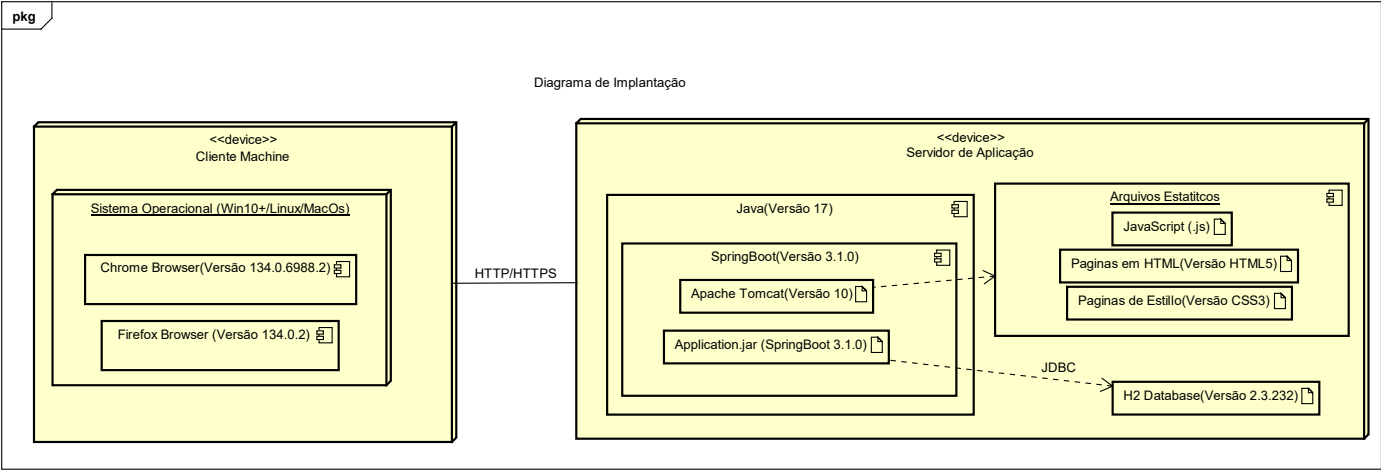 pkg
Diagrama de Implantação
<<device>>
Cliente Machine
Sistema Operacional (Win10+/Linux/MacOs)
Chrome Browser(Versão 134.0.6988.2)
Firefox Browser (Versão 134.0.2)
HTTP/HTTPS
<<device>>
Servidor de Aplicação
Java(Versão 17)
SpringBoot(Versão 3.1.0)
Apache Tomcat(Versão 10)
Application.jar (SpringBoot 3.1.0)
Arquivos Estatitcos
JavaScript (.js)
Paginas em HTML(Versão HTML5)
Paginas de Estillo(Versão CSS3)
JDBC
H2 Database(Versão 2.3.232)